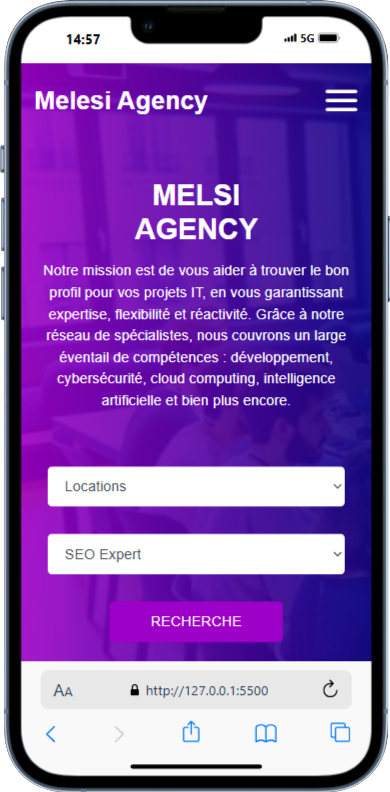 14:57
5G
Melesi Agency
MELSI
AGENCY
Notre mission est de vous aider à trouver le bon
profil pour vos projets IT, en vous garantissant
expertise, flexibilité et réactivité. Grâce à notre
réseau de spécialistes, nous couvrons un large
éventail de compétences : développement,
cybersécurité, cloud computing, intelligence
artificielle et bien plus encore.
Locations
SEO Expert
RECHERCHE
AA http://127.0.0.1:5500